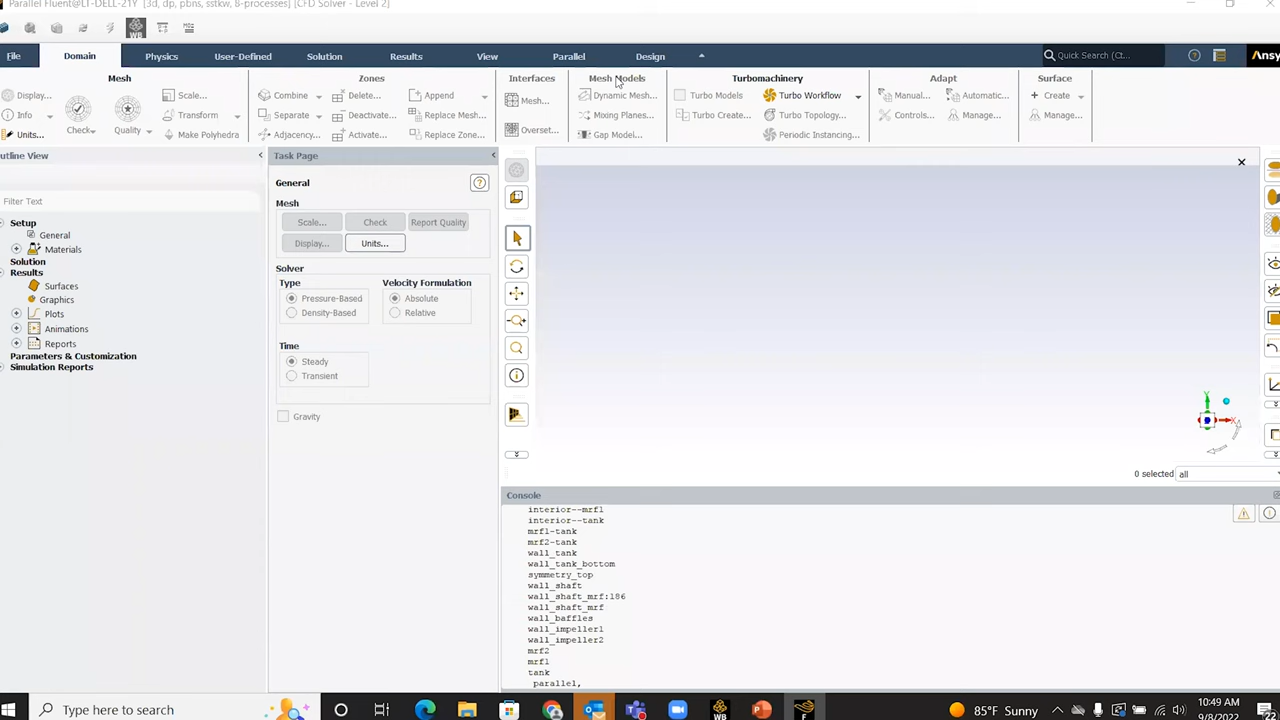 Parallel Fluent@LT-DELL-21Y [3d, dp, pbns, sstkw, 8-processes] [CFD Solver - Level 2]
File Domain Physics User-Defined Solution Results View Parallel Design Quick Search (Ct... Ansy
Mesh Zones Interfaces Mesh Models Turbomachinery Adapt Surface
Display... Scale... Combine Delete... Append Mesh... Dynamic Mesh... Turbo Models Turbo Workflow Manual... Automatic... Create
Info Check Quality Transform Separate Deactivate... Replace Mesh... Mixing Planes... Turbo Create... Turbo Topology... Controls... Manage... Manage...
Units... Make Polyhedra Adjacency... Activate... Replace Zone... Overset... Gap Model... Periodic Instancing...
utline View
Task Page
Filter Text
Setup
General
Materials
Solution
Results
Surfaces
Graphics
Plots
Animations
Reports
Parameters & Customization
Simulation Reports
General
Mesh
Scale... Check Report Quality
Display... Units...
Solver
Type Velocity Formulation
Pressure-Based Absolute
Density-Based Relative
Time
Steady
Transient
Gravity
0 selected all
Console
interior--mrf1
interior--tank
mrf1-tank
mrf2-tank
wall_tank
wall_tank_bottom
symmetry_top
wall_shaft
wall_shaft_mrf:186
wall_shaft_mrf
wall_baffles
wall_impeller1
wall_impeller2
mrf2
mrf1
tank
parallel,
Type here to search
85°F Sunny
10:49 AM